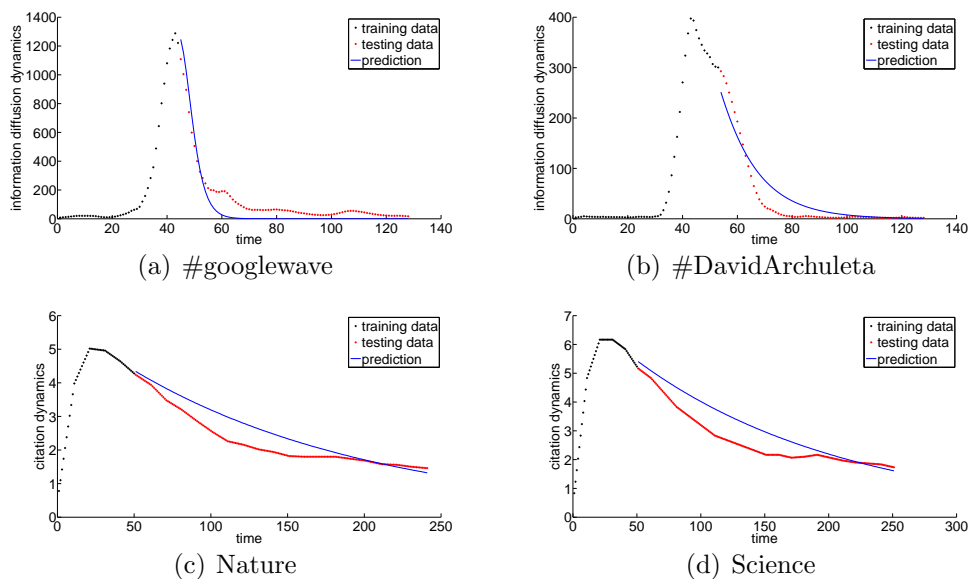 information diffusion dynamics
1400
1200
1000
800
600
400
200
0
0 20 40 60 80 100 120 140
time
training data
testing data
prediction
(a) #googlewave
information diffusion dynamics
400
300
200
100
0
0 20 40 60 80 100 120 140
time
training data
testing data
prediction
(b) #DavidArchuleta
citation dynamics
6
5
4
3
2
1
0
0 50 100 150 200 250
time
training data
testing data
prediction
(c) Nature
citation dynamics
7
6
5
4
3
2
1
0
0 50 100 150 200 250 300
time
training data
testing data
prediction
(d) Science